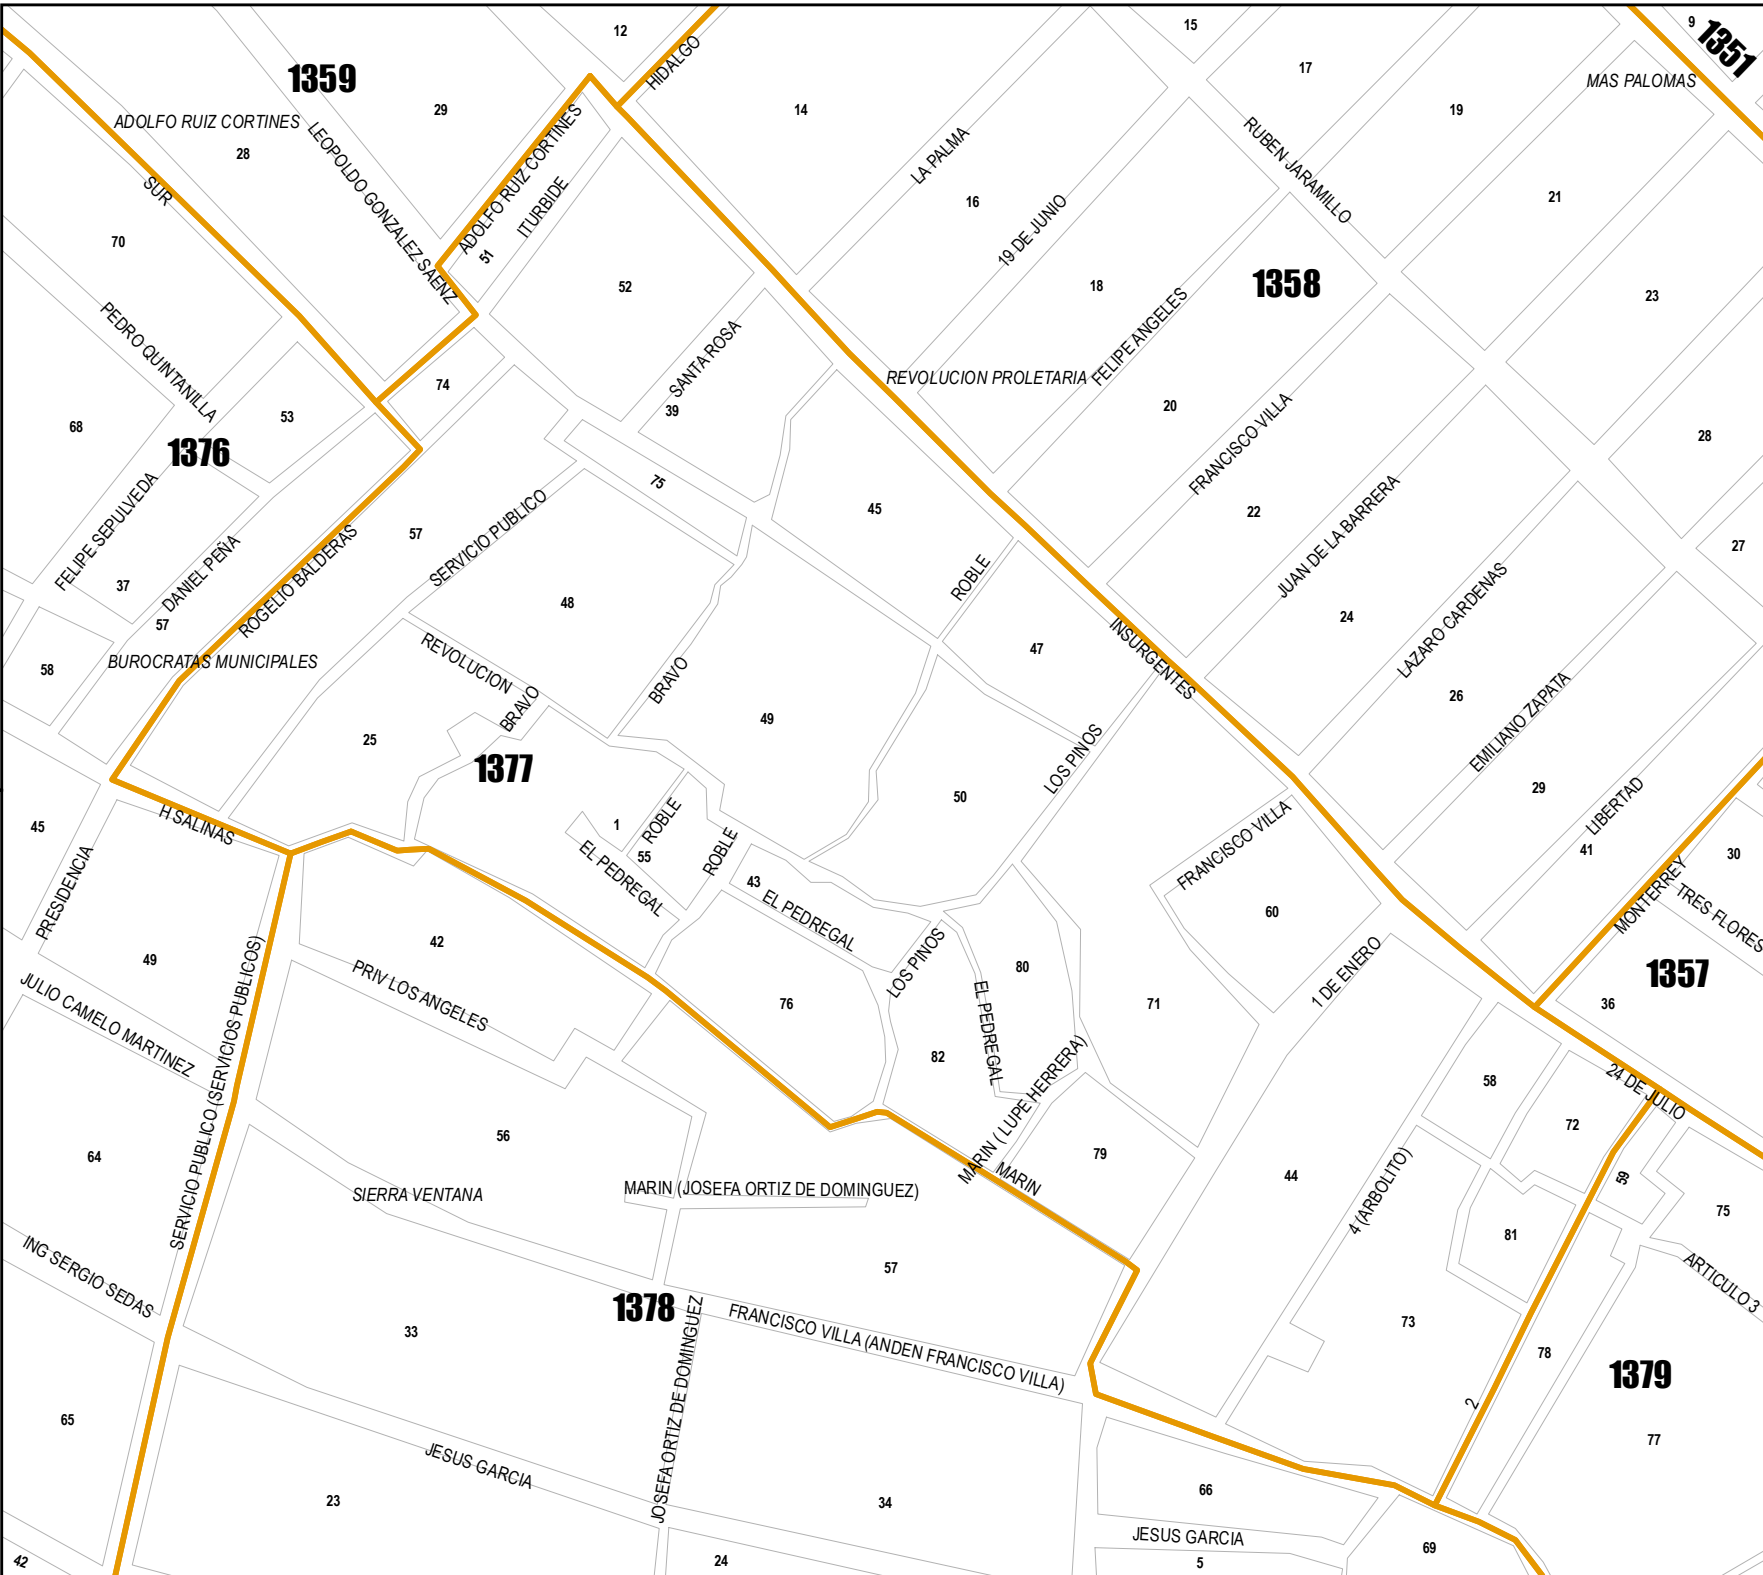 12
15
9
1351
HIDALGO
17
1359
MAS PALOMAS
29
14
19
ADOLFO RUIZ CORTINES
28
LEOPOLDO GONZALEZ SAENZ
ADOLFO RUIZ CORTINES
LA PALMA
RUBEN JARAMILLO
SUR
ITURBIDE
16
21
70
51
19 DE JUNIO
52
18
1358
23
PEDRO QUINTANILLA
SANTA ROSA
FELIPE ANGELES
REVOLUCION PROLETARIA
74
39
20
53
68
1376
FRANCISCO VILLA
28
75
45
22
JUAN DE LA BARRERA
FELIPE SEPULVEDA
57
SERVICIO PUBLICO
27
DANIEL PEÑA
ROGELIO BALDERAS
37
48
ROBLE
24
LAZARO CARDENAS
57
BUROCRATAS MUNICIPALES
58
REVOLUCION
BRAVO
47
INSURGENTES
BRAVO
49
26
EMILIANO ZAPATA
25
1377
LOS PINOS
50
29
LIBERTAD
45
H SALINAS
1
ROBLE
ROBLE
FRANCISCO VILLA
41
30
PRESIDENCIA
55
EL PEDREGAL
43
EL PEDREGAL
60
MONTERREY
TRES FLORES
42
49
SERVICIO PUBLICO (SERVICIOS PUBLICOS)
PRIV LOS ANGELES
LOS PINOS
80
1 DE ENERO
1357
JULIO CAMELO MARTINEZ
76
EL PEDREGAL
71
36
82
MARIN ( LUPE HERRERA)
58
24 DE JULIO
56
72
64
79
44
4 (ARBOLITO)
59
SIERRA VENTANA
MARIN (JOSEFA ORTIZ DE DOMINGUEZ)
MARIN
75
81
ING SERGIO SEDAS
57
ARTICULO 3
1378
33
JOSEFA ORTIZ DE DOMINGUEZ
FRANCISCO VILLA (ANDEN FRANCISCO VILLA)
73
78
1379
2
65
77
JESUS GARCIA
23
34
66
JESUS GARCIA
69
42
24
5